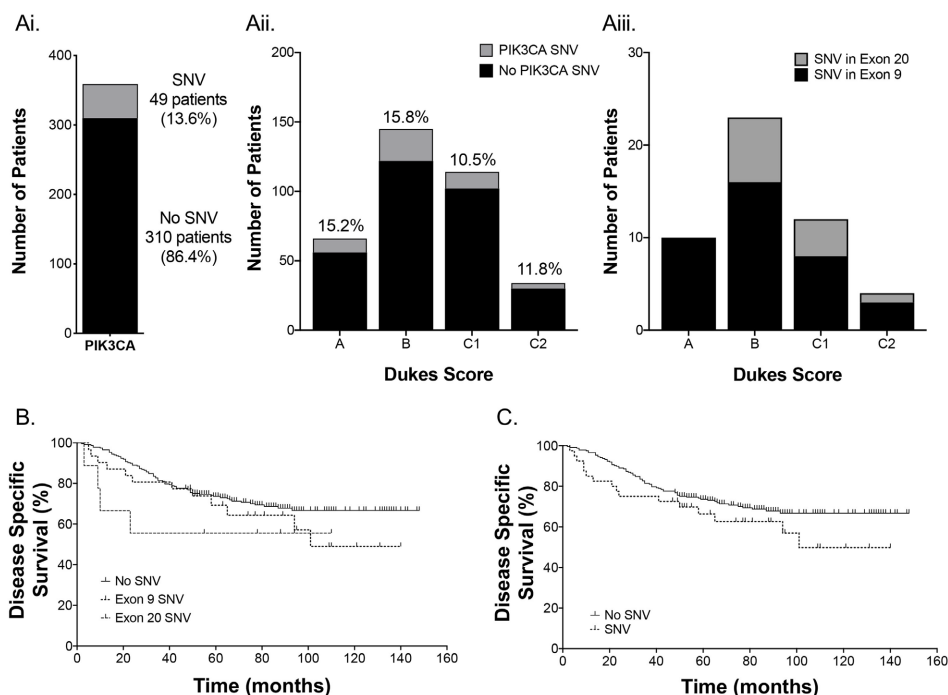 Ai.
Number of Patients
400
300
200
100
0
PIK3CA
SNV
49 patients
(13.6%)
No SNV
310 patients
(86.4%)
Aii.
Number of Patients
200
150
100
50
0
PIK3CA SNV
No PIK3CA SNV
15.2%
15.8%
10.5%
11.8%
A B C1 C2
Dukes Score
Aiii.
Number of Patients
30
20
10
0
SNV in Exon 20
SNV in Exon 9
A B C1 C2
Dukes Score
B.
Disease Specific
Survival (%)
100
80
60
40
20
0
No SNV
Exon 9 SNV
Exon 20 SNV
0 20 40 60 80 100 120 140 160
Time (months)
C.
Disease Specific
Survival (%)
100
80
60
40
20
0
No SNV
SNV
0 20 40 60 80 100 120 140 160
Time (months)